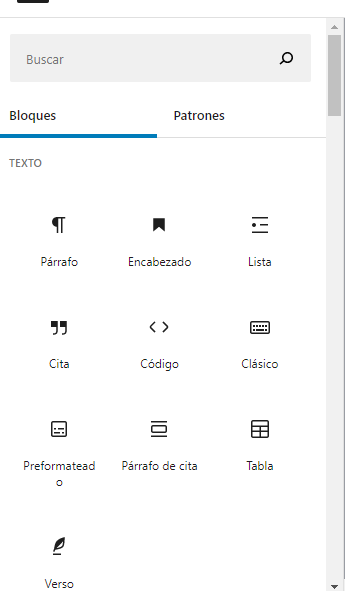 Buscar
Bloques Patrones
TEXTO
Párrafo Encabezado Lista
Cita Código Clásico
Preformatead
o Párrafo de cita Tabla
Verso